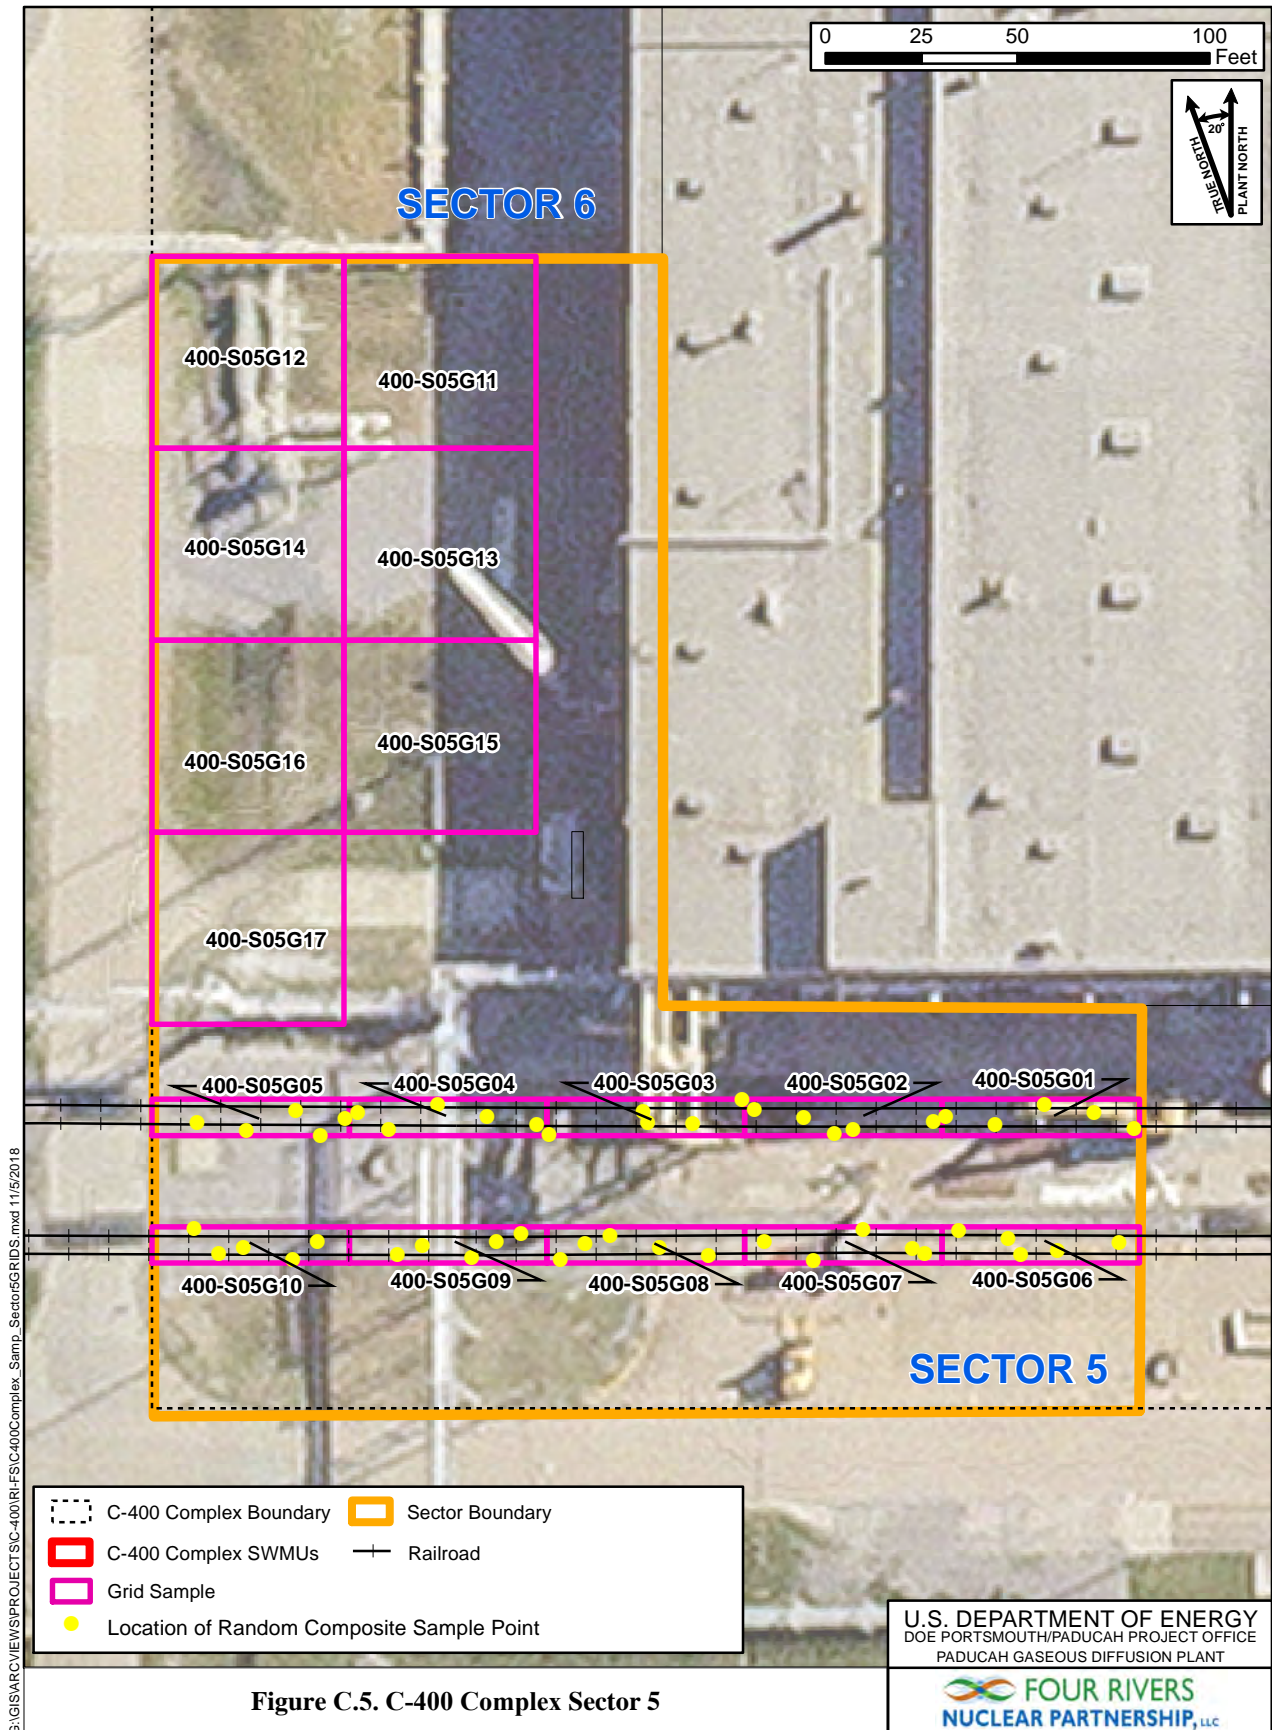 0 25 50 100
Feet
20°
TRUE NORTH
PLANT NORTH
SECTOR 6
400-S05G12
400-S05G11
400-S05G14
400-S05G13
400-S05G16
400-S05G15
400-S05G17
400-S05G05
400-S05G04
400-S05G03
400-S05G02
400-S05G01
400-S05G10
400-S05G09
400-S05G08
400-S05G07
400-S05G06
SECTOR 5
C-400 Complex Boundary
Sector Boundary
C-400 Complex SWMUs
Railroad
Grid Sample
Location of Random Composite Sample Point
U.S. DEPARTMENT OF ENERGY
DOE PORTSMOUTH/PADUCAH PROJECT OFFICE
PADUCAH GASEOUS DIFFUSION PLANT
FOUR RIVERS
NUCLEAR PARTNERSHIP, LLC
Figure C.5. C-400 Complex Sector 5
G:\GIS\ARCVIEWS\PROJECTS\C-400\RI-FS\C400Complex_Samp_Sector5GRIDS.mxd 11/5/2018